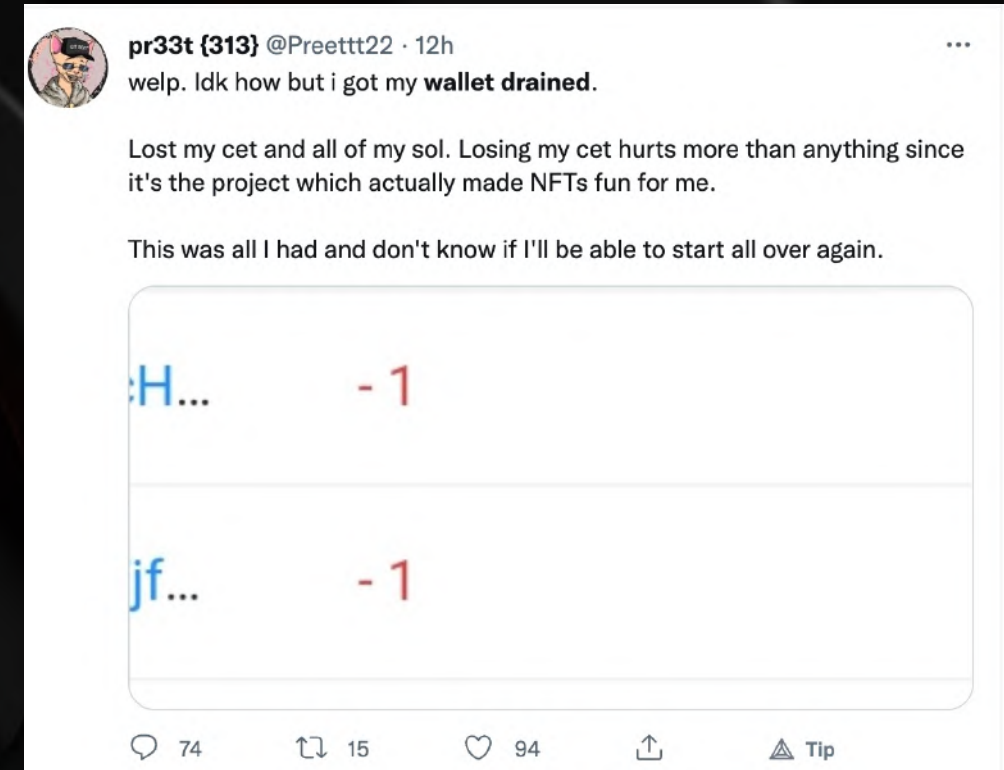 pr33t {313} @Preettt22 · 12h
welp. Idk how but i got my wallet drained.
Lost my cet and all of my sol. Losing my cet hurts more than anything since
it's the project which actually made NFTs fun for me.
This was all I had and don't know if I'll be able to start all over again.
H... - 1
jf... - 1
74 15 94 Tip